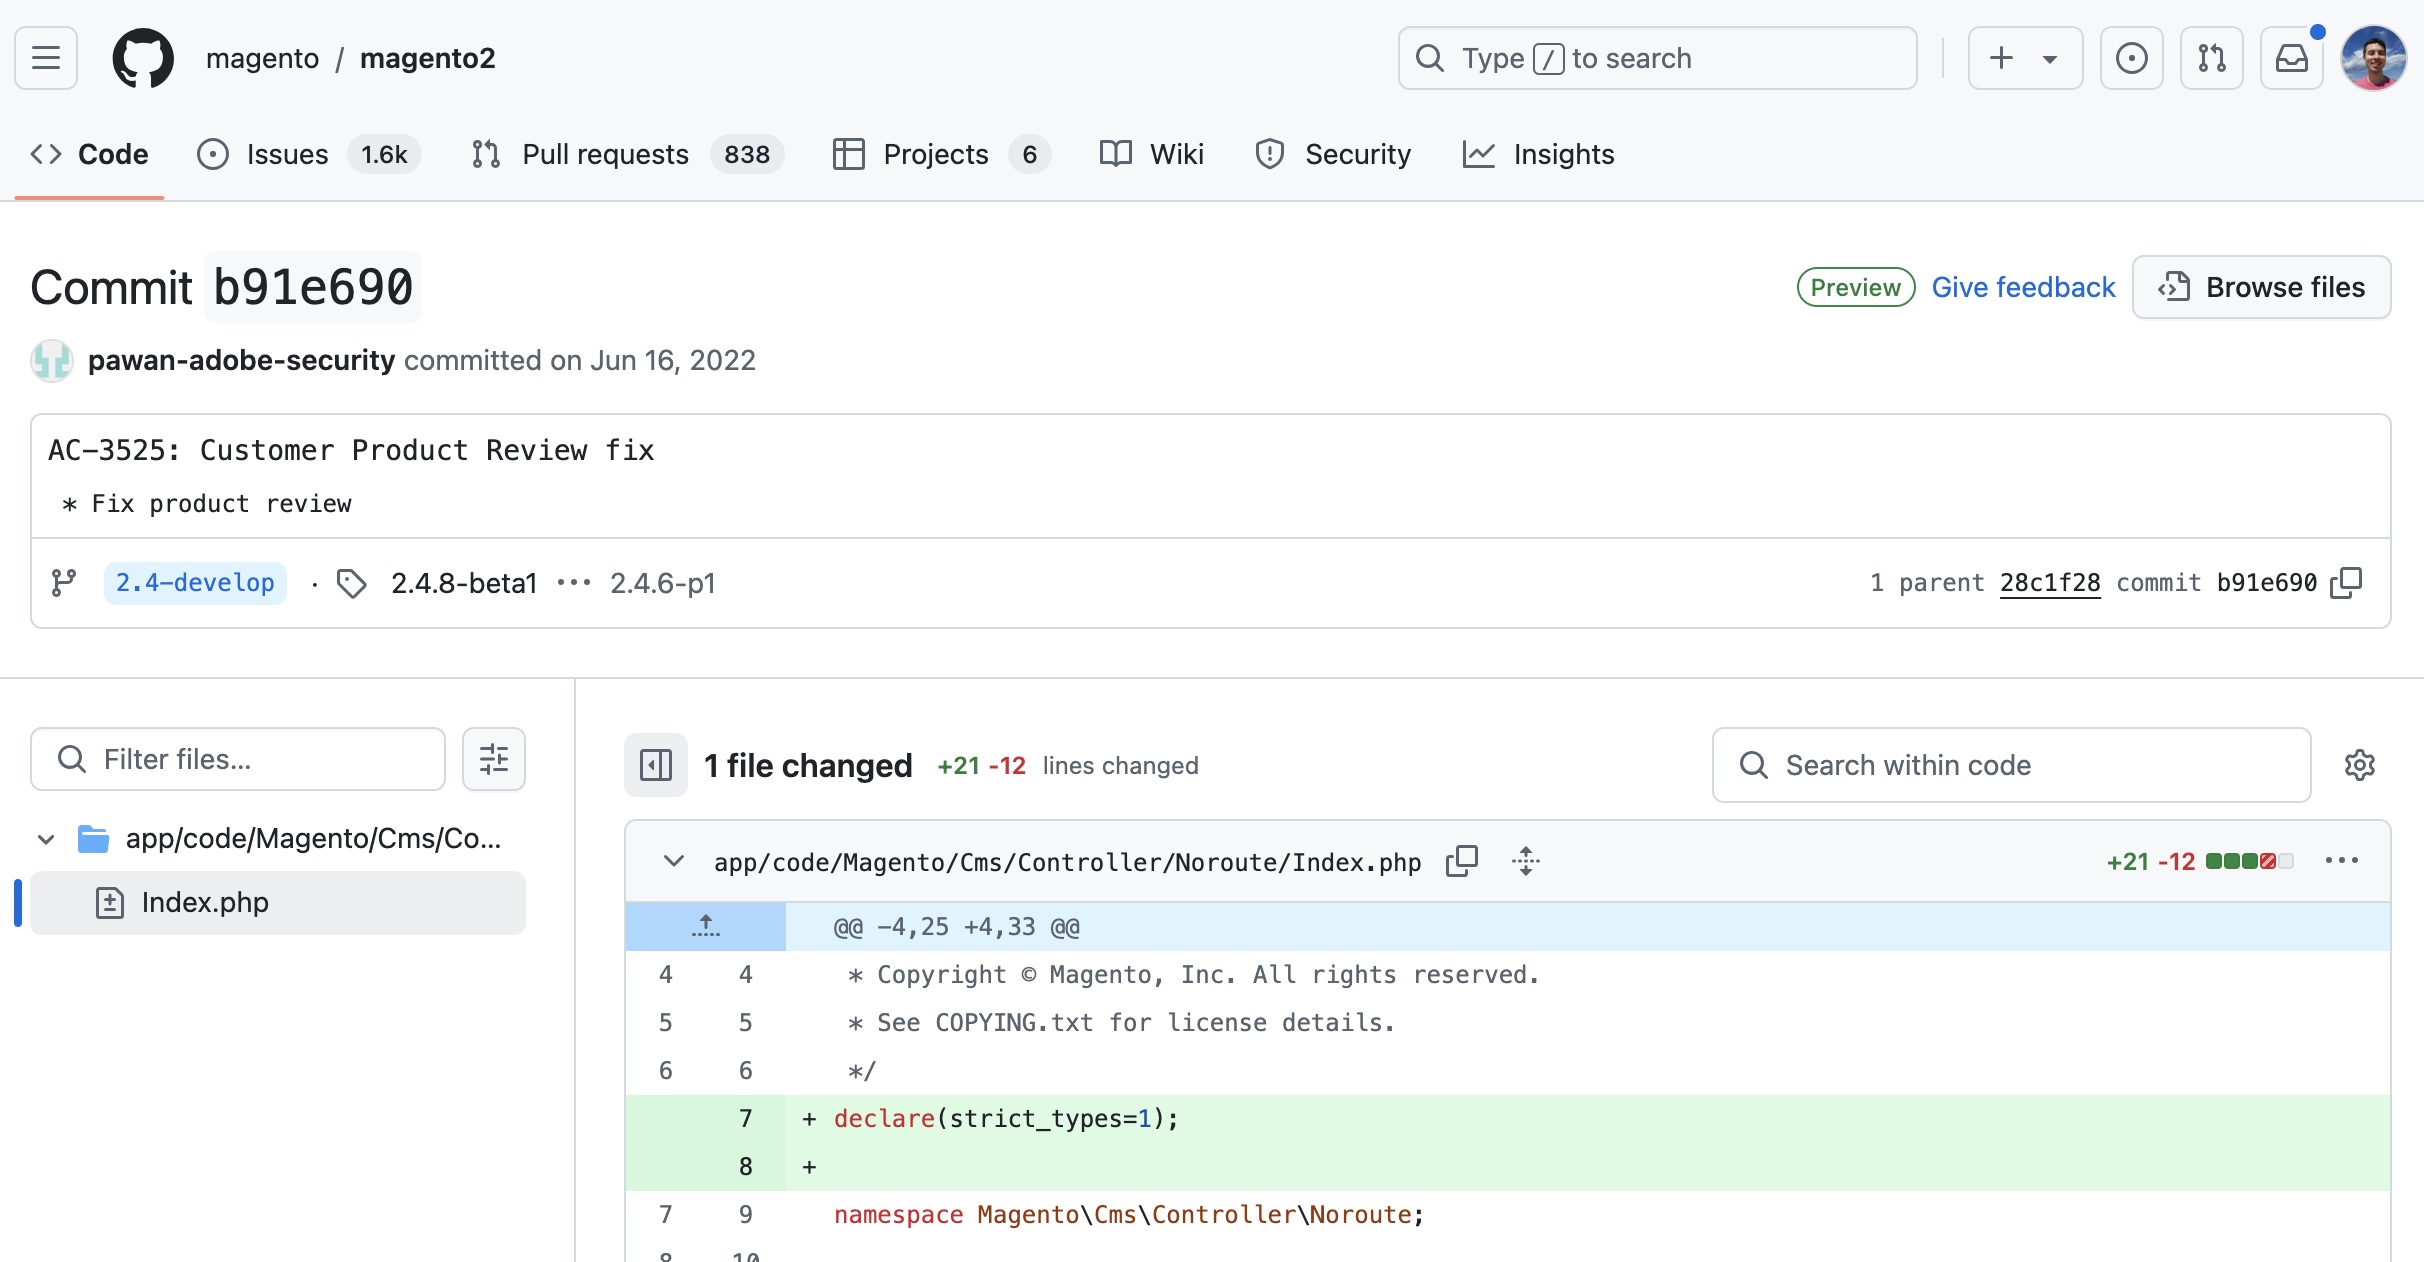 magento / magento2
Type / to search
Code
Issues 1.6k
Pull requests 838
Projects 6
Wiki
Security
Insights
Commit b91e690
Preview
Give feedback
Browse files
pawan-adobe-security committed on Jun 16, 2022
AC-3525: Customer Product Review fix
* Fix product review
2.4-develop · 2.4.8-beta1 ··· 2.4.6-p1
1 parent 28c1f28 commit b91e690
Filter files...
app/code/Magento/Cms/Co...
Index.php
1 file changed +21 -12 lines changed
Search within code
app/code/Magento/Cms/Controller/Noroute/Index.php
+21 -12
@@ -4,25 +4,33 @@
4 4 * Copyright © Magento, Inc. All rights reserved.
5 5 * See COPYING.txt for license details.
6 6 */
7 + declare(strict_types=1);
8 +
7 9 namespace Magento\Cms\Controller\Noroute;
8 10